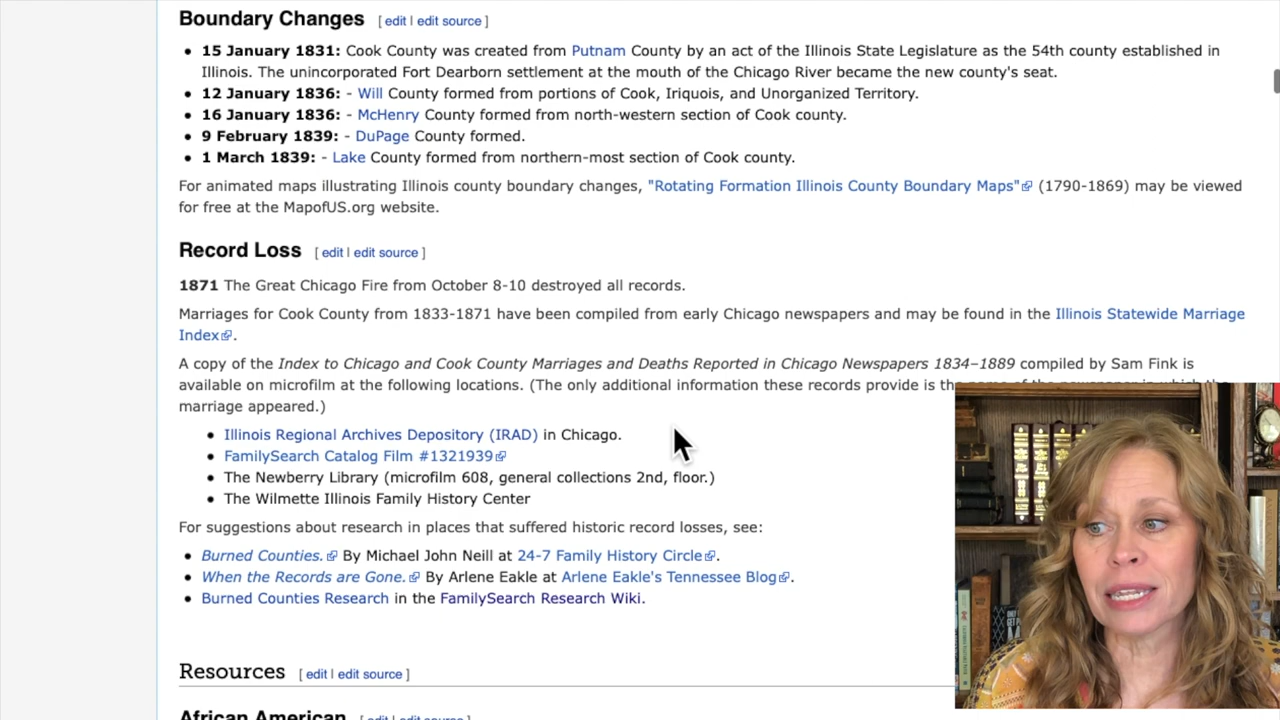 Boundary Changes [ edit | edit source ]
• 15 January 1831: Cook County was created from Putnam County by an act of the Illinois State Legislature as the 54th county established in
Illinois. The unincorporated Fort Dearborn settlement at the mouth of the Chicago River became the new county's seat.
• 12 January 1836: - Will County formed from portions of Cook, Iriquois, and Unorganized Territory.
• 16 January 1836: - McHenry County formed from north-western section of Cook county.
• 9 February 1839: - DuPage County formed.
• 1 March 1839: - Lake County formed from northern-most section of Cook county.
For animated maps illustrating Illinois county boundary changes, "Rotating Formation Illinois County Boundary Maps" (1790-1869) may be viewed
for free at the MapofUS.org website.
Record Loss [ edit | edit source ]
1871 The Great Chicago Fire from October 8-10 destroyed all records.
Marriages for Cook County from 1833-1871 have been compiled from early Chicago newspapers and may be found in the Illinois Statewide Marriage
Index.
A copy of the Index to Chicago and Cook County Marriages and Deaths Reported in Chicago Newspapers 1834–1889 compiled by Sam Fink is
available on microfilm at the following locations. (The only additional information these records provide is the name of the newspaper in which the
marriage appeared.)
• Illinois Regional Archives Depository (IRAD) in Chicago.
• FamilySearch Catalog Film #1321939
• The Newberry Library (microfilm 608, general collections 2nd, floor.)
• The Wilmette Illinois Family History Center
For suggestions about research in places that suffered historic record losses, see:
• Burned Counties. By Michael John Neill at 24-7 Family History Circle.
• When the Records are Gone. By Arlene Eakle at Arlene Eakle's Tennessee Blog.
• Burned Counties Research in the FamilySearch Research Wiki.
Resources [ edit | edit source ]
African American [ edit | edit source ]